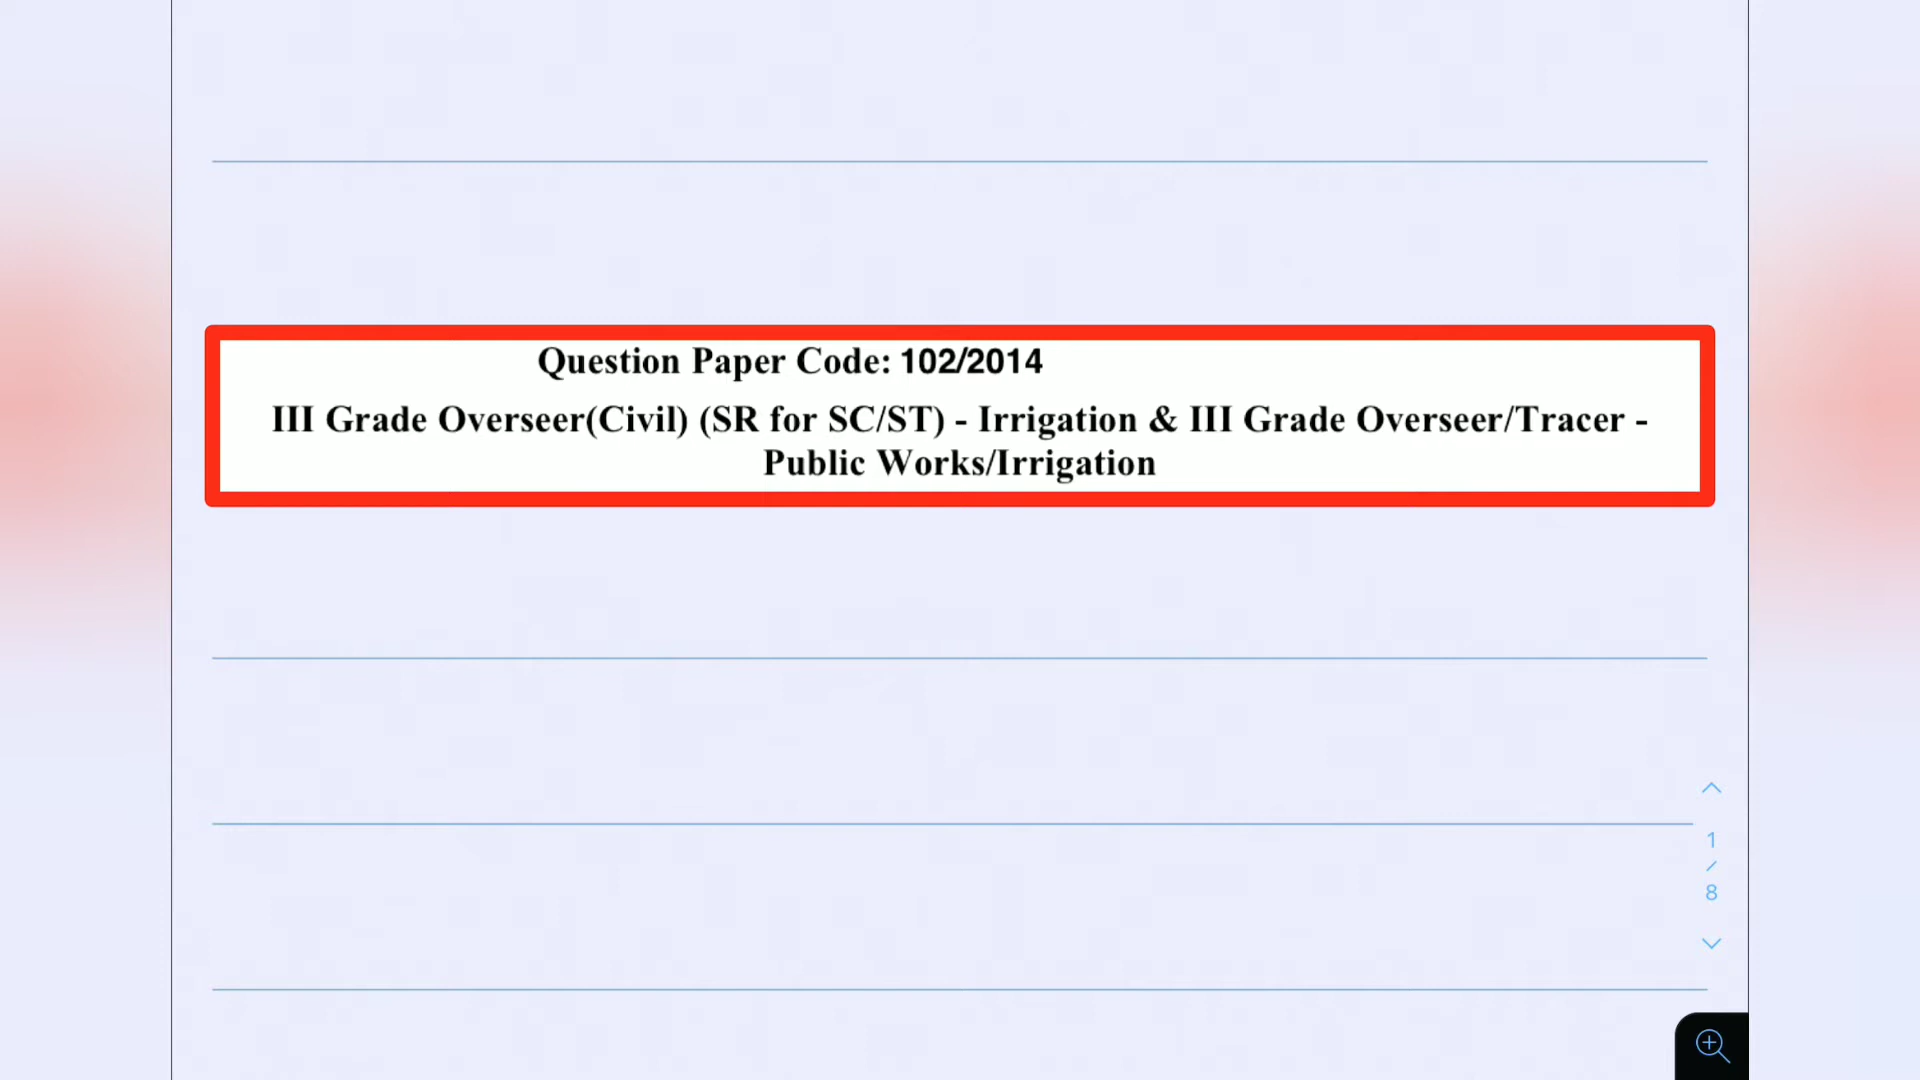 Question Paper Code: 102/2014
III Grade Overseer(Civil) (SR for SC/ST) - Irrigation & III Grade Overseer/Tracer -
Public Works/Irrigation
1
/
8